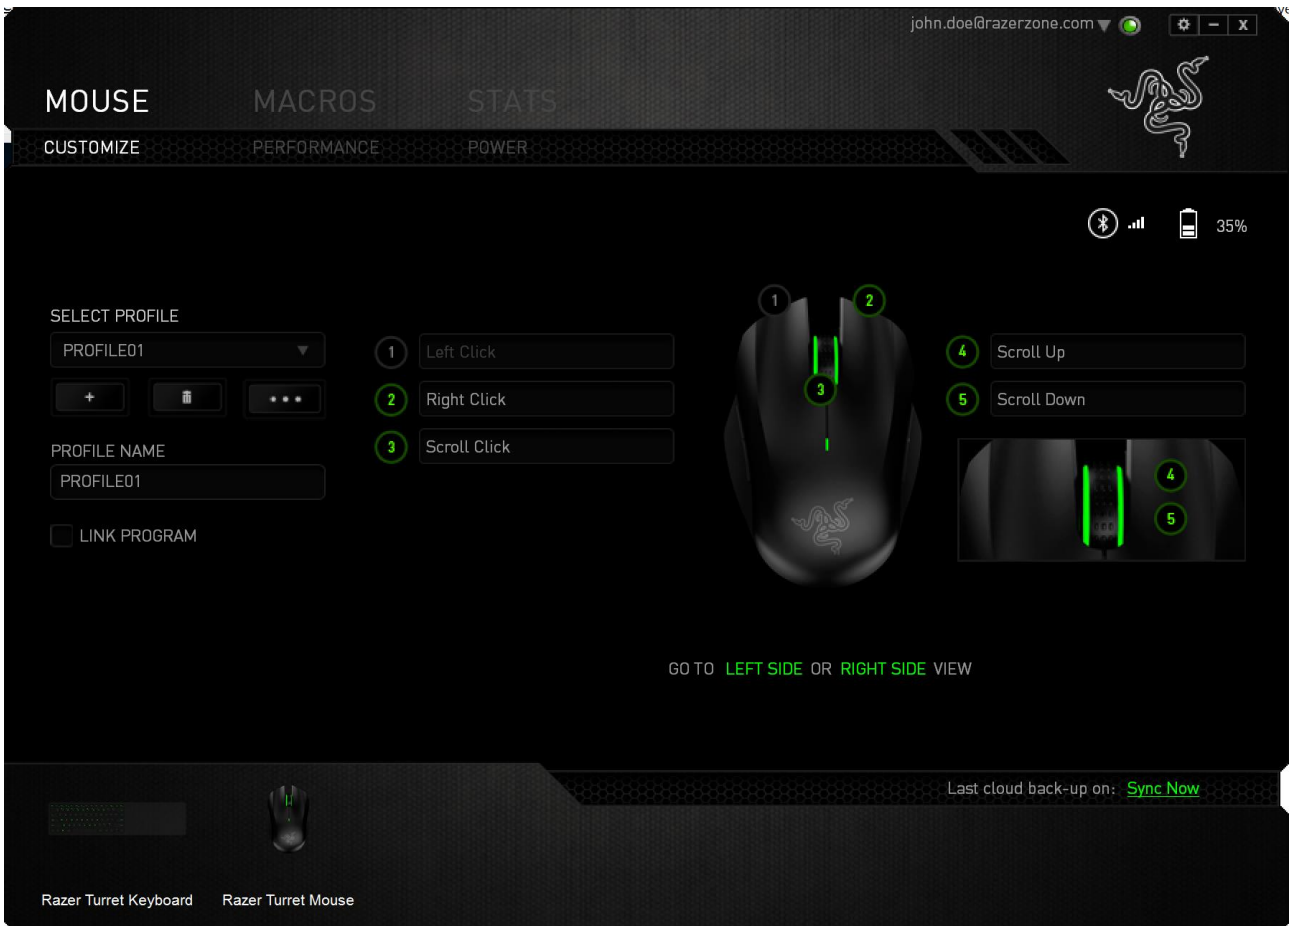 john.doe@razerzone.com
MOUSE MACROS STATS
CUSTOMIZE PERFORMANCE POWER
35%
SELECT PROFILE
PROFILE01
PROFILE NAME
PROFILE01
LINK PROGRAM
1 Left Click
2 Right Click
3 Scroll Click
1 2
3
4 Scroll Up
5 Scroll Down
4
5
GO TO LEFT SIDE OR RIGHT SIDE VIEW
Last cloud back-up on: Sync Now
Razer Turret Keyboard Razer Turret Mouse